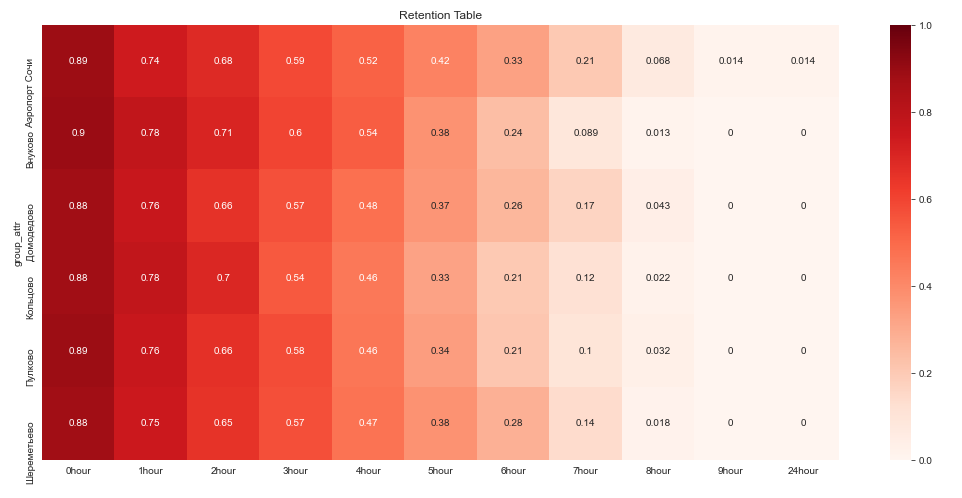 Retention Table
group_attr
Аэропорт Сочи
0.89 0.74 0.68 0.59 0.52 0.42 0.33 0.21 0.068 0.014 0.014
Внуково
0.9 0.78 0.71 0.6 0.54 0.38 0.24 0.089 0.013 0 0
Домодедово
0.88 0.76 0.66 0.57 0.48 0.37 0.26 0.17 0.043 0 0
Кольцово
0.88 0.78 0.7 0.54 0.46 0.33 0.21 0.12 0.022 0 0
Пулково
0.89 0.76 0.66 0.58 0.46 0.34 0.21 0.1 0.032 0 0
Шереметьево
0.88 0.75 0.65 0.57 0.47 0.38 0.28 0.14 0.018 0 0
0hour 1hour 2hour 3hour 4hour 5hour 6hour 7hour 8hour 9hour 24hour
1.0
0.8
0.6
0.4
0.2
0.0